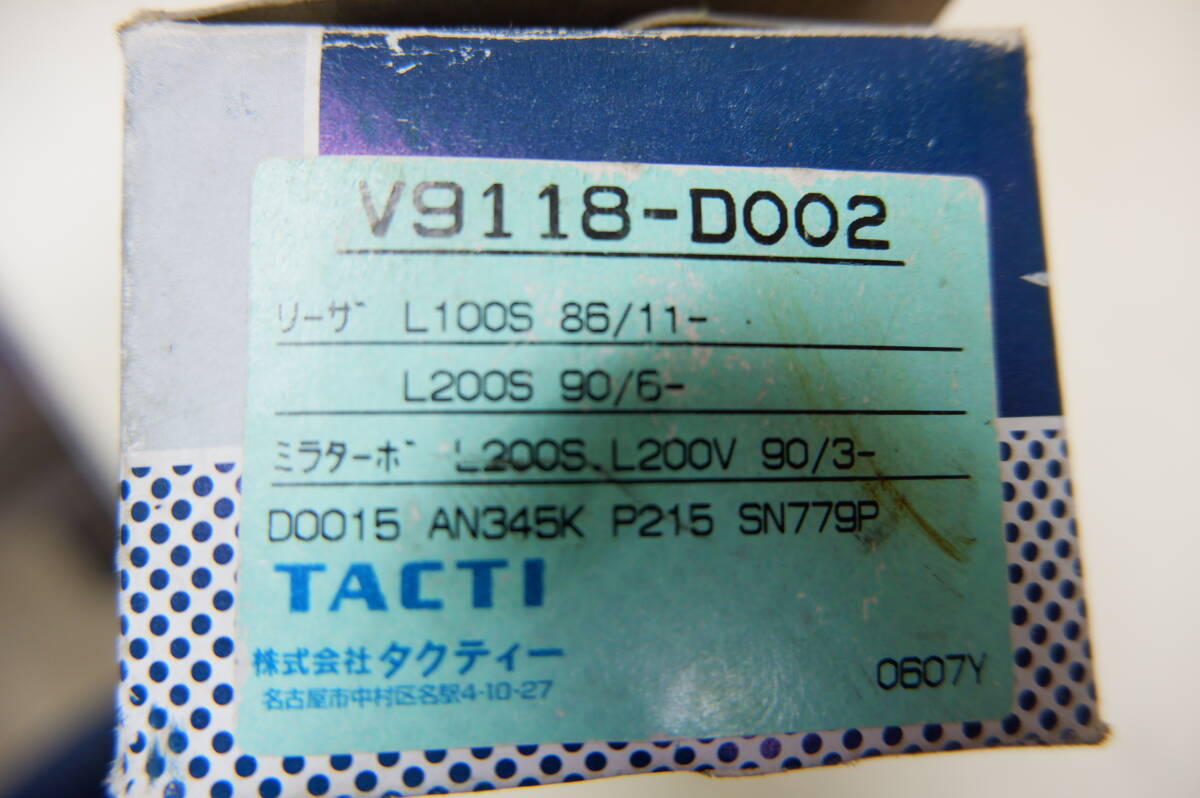 V9118-D002
リーザ L100S 86/11-
L200S 90/6-
ミラターボ L200S.L200V 90/3-
D0015 AN345K P215 SN779P
TACTI
株式会社 タクティー
名古屋市中村区名駅4-10-27
0607Y